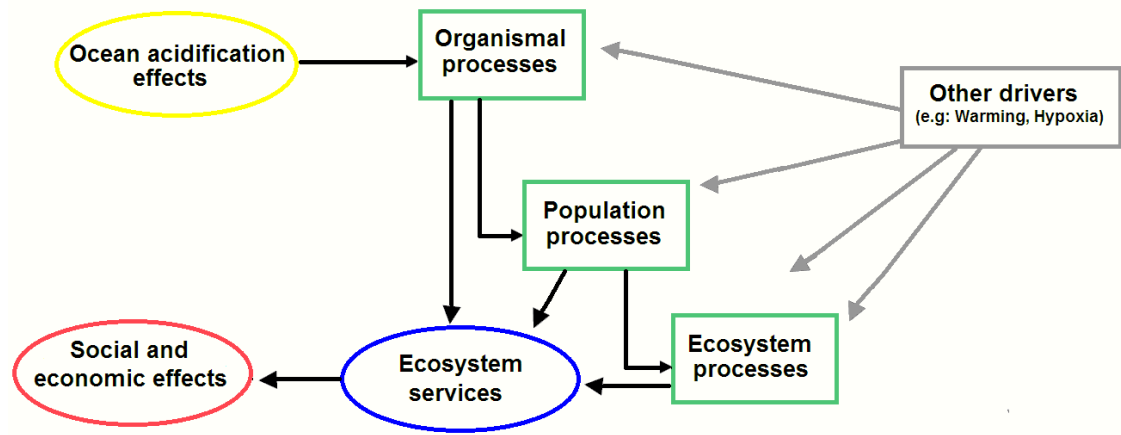 Ocean acidification
effects
Organismal
processes
Other drivers
(e.g: Warming, Hypoxia)
Population
processes
Ecosystem
processes
Ecosystem
services
Social and
economic effects